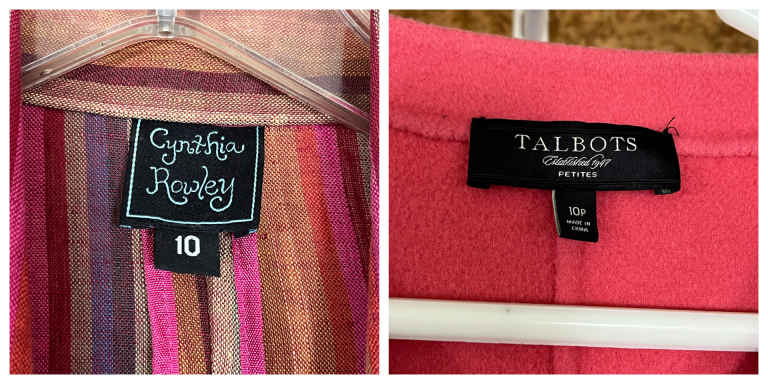 Cynthia
Rowley
10
TALBOTS
Established 1947
PETITES
10P
MADE IN
CHINA